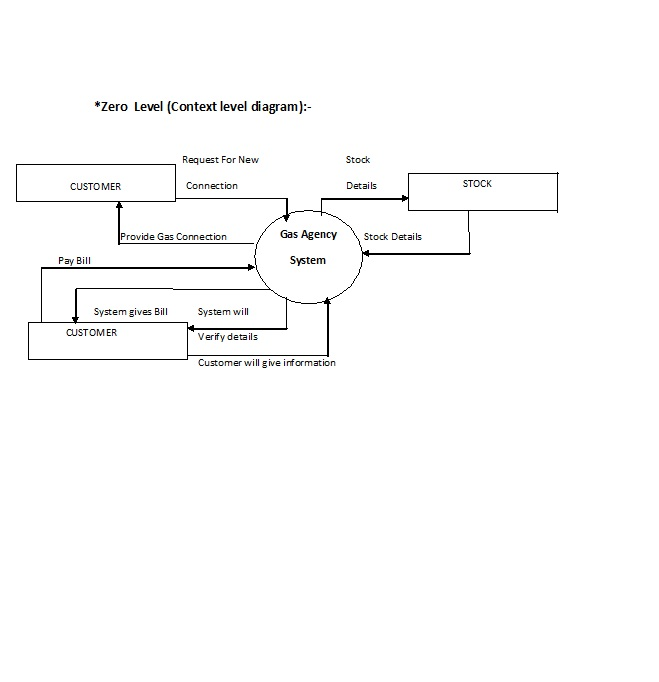 *Zero Level (Context level diagram):-
Request For New
Connection
Stock
Details
CUSTOMER
STOCK
Gas Agency
System
Provide Gas Connection
Stock Details
Pay Bill
System gives Bill
System will
Verify details
CUSTOMER
Customer will give information